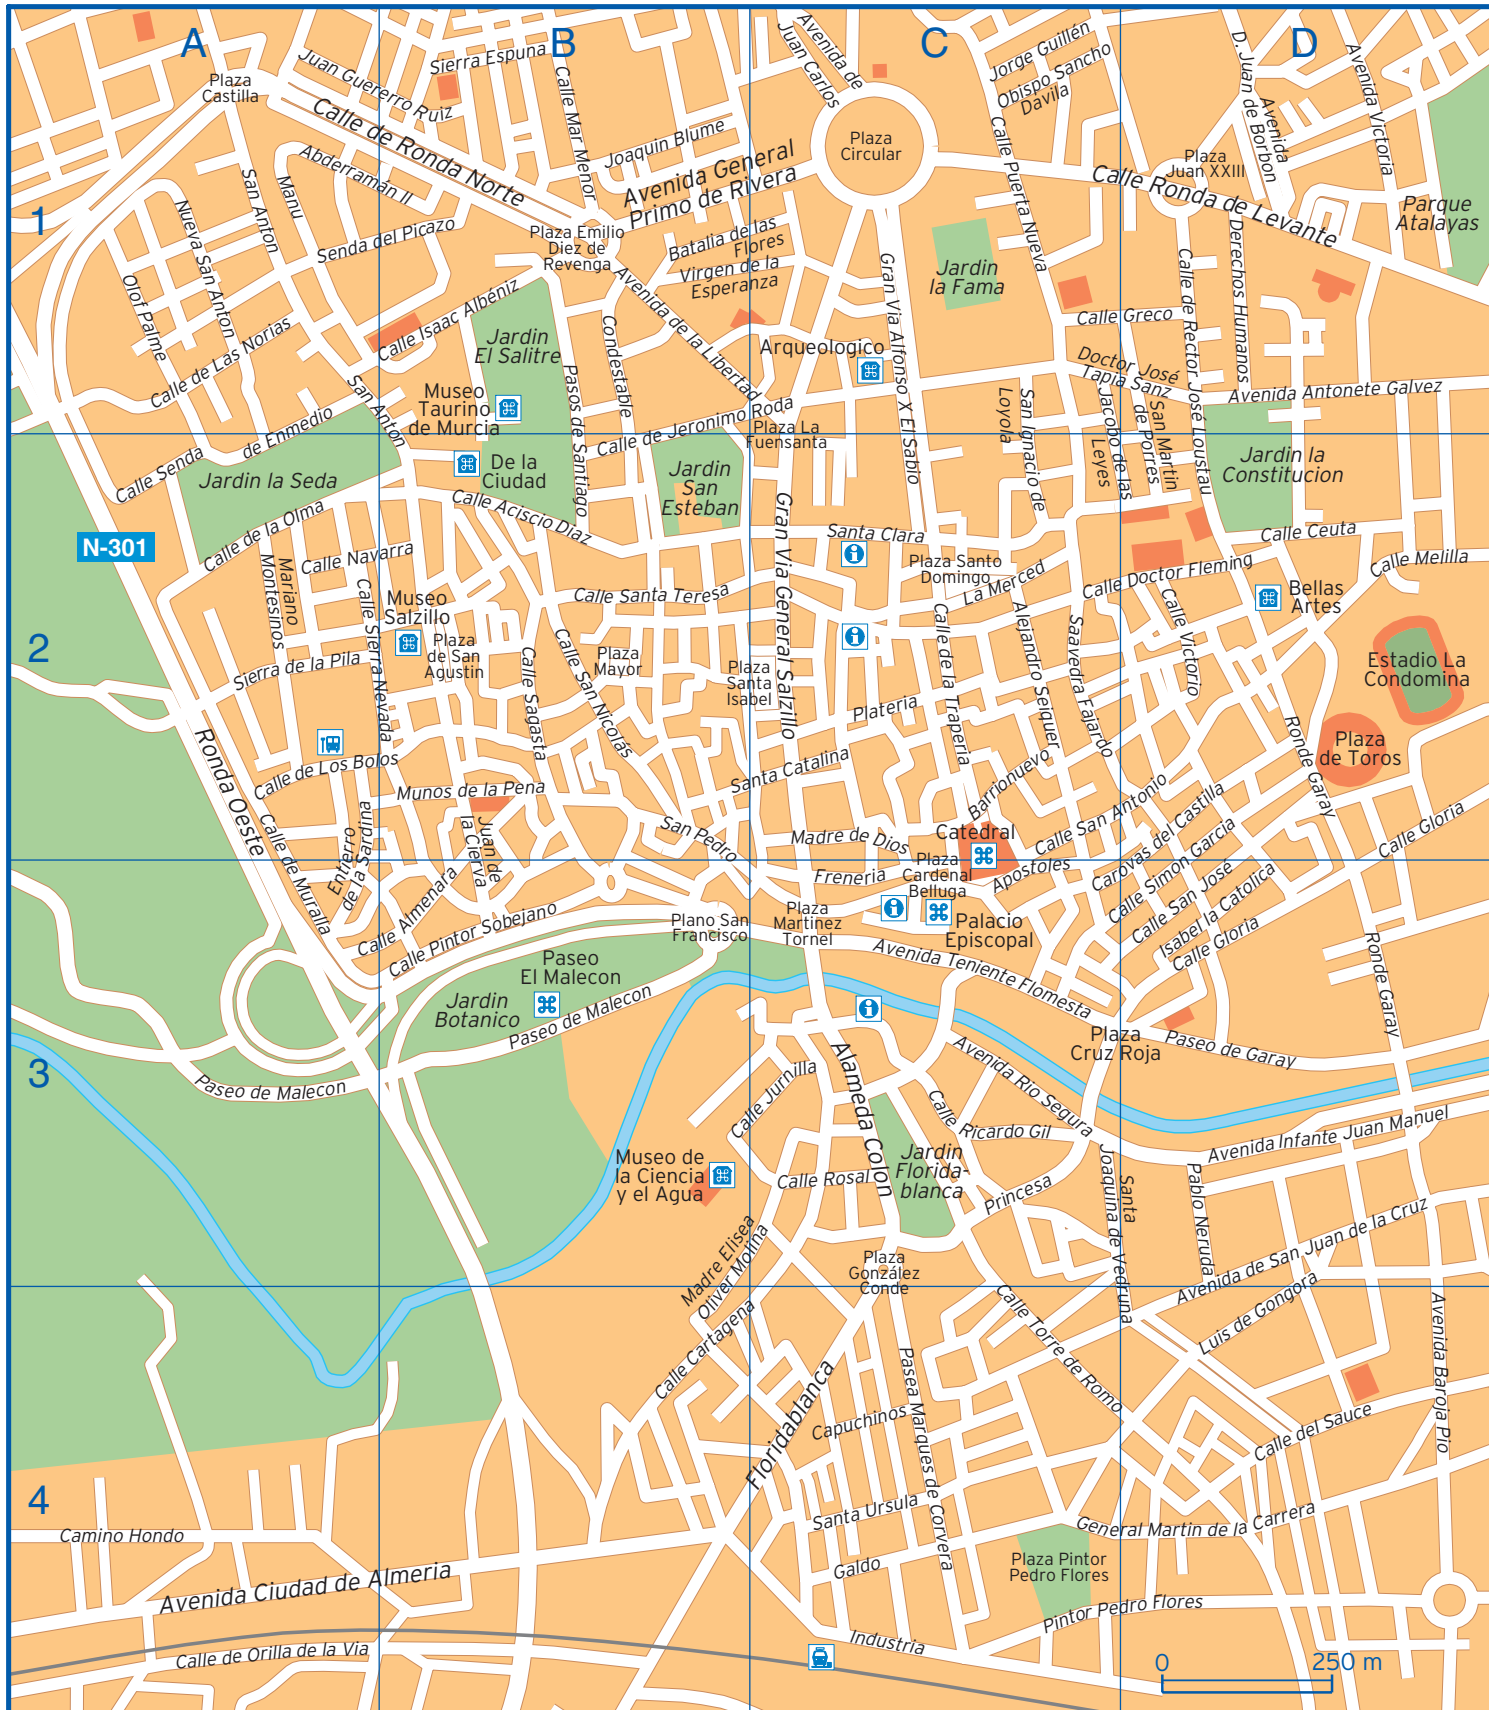 A
B
C
D
1
2
3
4
Plaza
Castilla
Juan Guererro Ruiz
Sierra Espuna
Calle Mar Menor
Calle de Ronda Norte
Abderraman II
Manu
San Anton
Nueva San Anton
Olof Palme
Senda del Picazo
Joaquin Blume
Avenida General
Primo de Rivera
Plaza Emilio
Diez de
Revenga
Batalia de las
Flores
Virgen de la
Esperanza
Avenida de la Libertad
Avenida de
Juan Carlos
Plaza
Circular
Jorge Guillén
Obispo Sancho
Davila
Calle Puerta Nueva
D. Juan de Borbon
Avenida
Avenida Victoria
Plaza
Juan XXIII
Calle Ronda de Levante
Parque
Atalayas
Jardin
la Fama
Gran Via Alfonso X El Sabio
Calle de Rector José Loustau
Derechos Humanos
Calle Greco
Doctor José
Tapia Sanz
Avenida Antonete Galvez
Calle de Las Norias
Calle Isaac Albéniz
Jardin
El Salitre
Condestable
Pasos de Santiago
Museo
Taurino
de Murcia
San Anton
Arqueologico
Calle de Jeronimo Roda
Plaza La
Fuensanta
Loyola
San Ignacio de
Jacobo de las
Leyes
San Martin
de Porres
Calle Senda
de Enmedio
Jardin la Seda
De la
Ciudad
Jardin
San
Esteban
Jardin la
Constitucion
Calle Aciscio Diaz
Calle de la Olma
N-301
Calle Navarra
Mariano
Montesinos
Calle Sierra Nevada
Museo
Salzillo
Plaza
de San
Agustin
Sierra de la Pila
Calle Santa Teresa
Calle San Nicolás
Calle Sagasta
Plaza
Mayor
Plaza
Santa
Isabel
Gran Via General Salzillo
Santa Clara
Plaza Santo
Domingo
La Merced
Calle de la Traperia
Alejandro Seiquer
Saavedra Fajardo
Calle Doctor Fleming
Calle Victorio
Calle Ceuta
Calle Melilla
Bellas
Artes
Estadio La
Condomina
Plaza
de Toros
Ronde Garay
Plateria
Santa Catalina
Barrionuevo
Ronda Oeste
Calle de Los Bolos
Munos de la Pena
Calle de Muralla
Entierro
de la Sardina
Juan de
la Cierva
San Pedro
Madre de Dios
Catedral
Calle San Antonio
Apostoles
Freneria
Plaza
Cardenal
Belluga
Carovas del Castilla
Calle Simon Garcia
Calle San José
Isabel la Catolica
Calle Gloria
Calle Gloria
Calle Almenara
Calle Pintor Sobejano
Plano San
Francisco
Plaza
Martinez
Tornel
Palacio
Episcopal
Avenida Teniente Flomesta
Ronde Garay
Paseo
El Malecon
Jardin
Botanico
Paseo de Malecon
Paseo de Malecon
Plaza
Cruz Roja
Paseo de Garay
Avenida Rio Segura
Alameda Colon
Calle Jurnilla
Calle Ricardo Gil
Avenida Infante Juan Manuel
Museo de
la Ciencia
y el Agua
Calle Rosal
Jardin
Florida-
blanca
Princesa
Santa
Joaquina de Vedruna
Pablo Neruda
Avenida de San Juan de la Cruz
Madre Elisea
Oliver Molina
Plaza
González
Conde
Calle Cartagena
Calle Torre de Romo
Luis de Gongora
Avenida Baroja Pio
Floridablanca
Pasea Marques de Corvera
Capuchinos
Calle del Sauce
Santa Ursula
General Martin de la Carrera
Camino Hondo
Avenida Ciudad de Almeria
Galdo
Plaza Pintor
Pedro Flores
Pintor Pedro Flores
Calle de Orilla de la Via
Industria
0
250 m